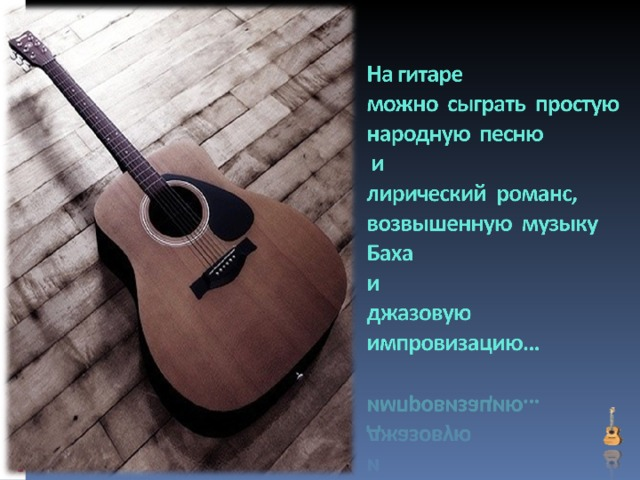 На гитаре
можно сыграть простую
народную песню
и
лирический романс,
возвышенную музыку
Баха
и
джазовую
импровизацию...